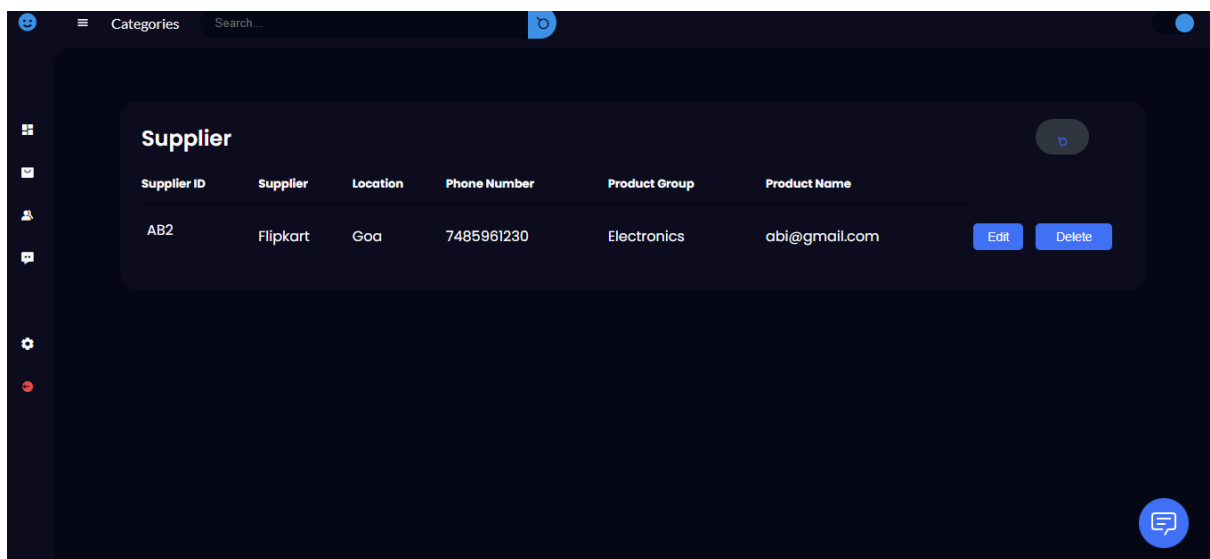 Categories Search...
Supplier
Supplier ID Supplier Location Phone Number Product Group Product Name
AB2 Flipkart Goa 7485961230 Electronics abi@gmail.com Edit Delete